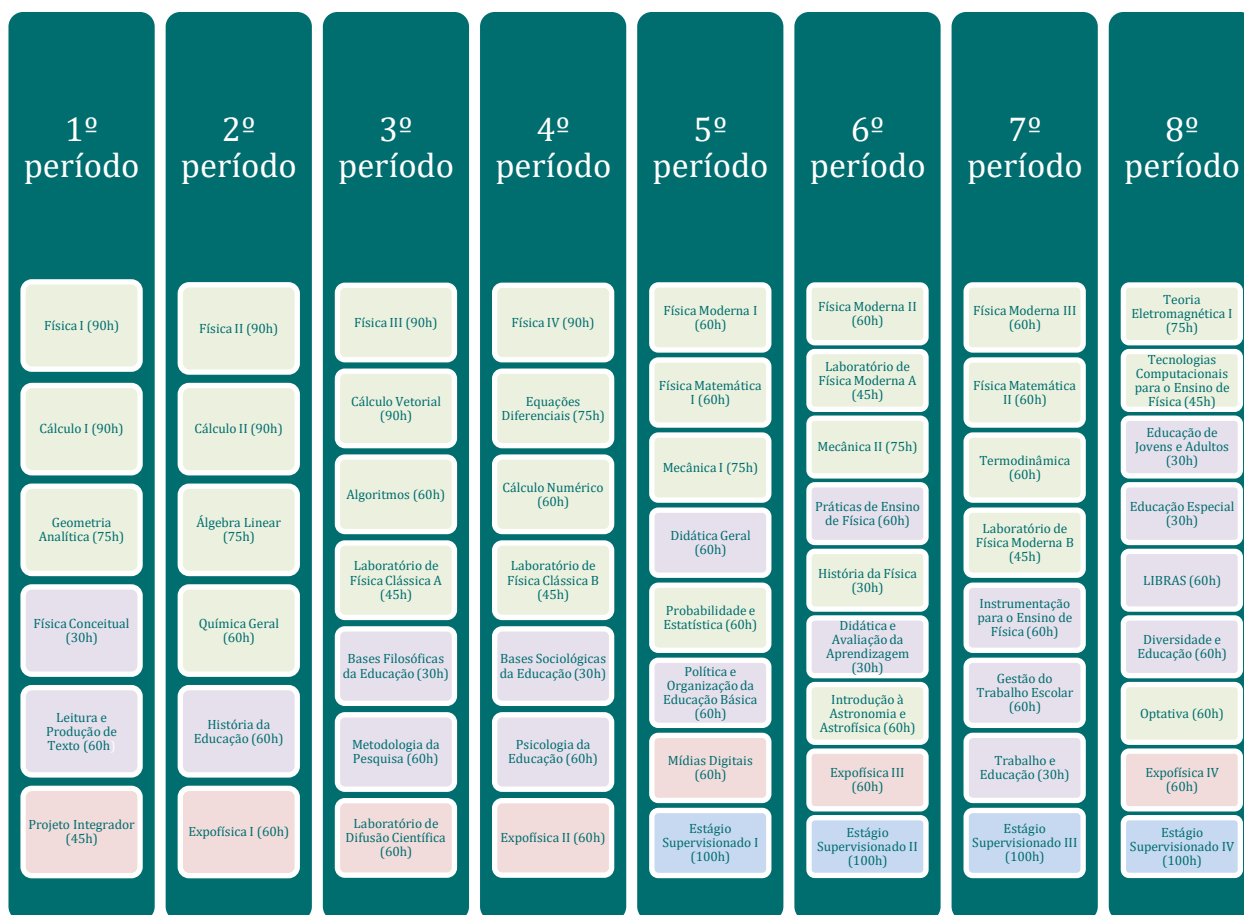 1º
período
Física I (90h)
Cálculo I (90h)
Geometria
Analítica (75h)
Física Conceitual
(30h)
Leitura e
Produção de
Texto (60h)
Projeto Integrador
(45h)
2º
período
Física II (90h)
Cálculo II (90h)
Álgebra Linear
(75h)
Química Geral
(60h)
História da
Educação (60h)
Expofísica I (60h)
3º
período
Física III (90h)
Cálculo Vetorial
(90h)
Algoritmos (60h)
Laboratório de
Física Clássica A
(45h)
Bases Filosóficas
da Educação (30h)
Metodologia da
Pesquisa (60h)
Laboratório de
Difusão Científica
(60h)
4º
período
Física IV (90h)
Equações
Diferenciais (75h)
Cálculo Numérico
(60h)
Laboratório de
Física Clássica B
(45h)
Bases Sociológicas
da Educação (30h)
Psicologia da
Educação (60h)
Expofísica II (60h)
5º
período
Física Moderna I
(60h)
Física Matemática
I (60h)
Mecânica I (75h)
Didática Geral
(60h)
Probabilidade e
Estatística (60h)
Política e
Organização da
Educação Básica
(60h)
Mídias Digitais
(60h)
Estágio
Supervisionado I
(100h)
6º
período
Física Moderna II
(60h)
Laboratório de
Física Moderna A
(45h)
Mecânica II (75h)
Práticas de Ensino
de Física (60h)
História da Física
(30h)
Didática e
Avaliação da
Aprendizagem
(30h)
Introdução à
Astronomia e
Astrofísica (60h)
Expofísica III
(60h)
Estágio
Supervisionado II
(100h)
7º
período
Física Moderna III
(60h)
Física Matemática
II (60h)
Termodinâmica
(60h)
Laboratório de
Física Moderna B
(45h)
Instrumentação
para o Ensino de
Física (60h)
Gestão do
Trabalho Escolar
(60h)
Trabalho e
Educação (30h)
Estágio
Supervisionado III
(100h)
8º
período
Teoria
Eletromagnética I
(75h)
Tecnologias
Computacionais
para o Ensino de
Física (45h)
Educação de
Jovens e Adultos
(30h)
Educação Especial
(30h)
LIBRAS (60h)
Diversidade e
Educação (60h)
Optativa (60h)
Expofísica IV
(60h)
Estágio
Supervisionado IV
(100h)